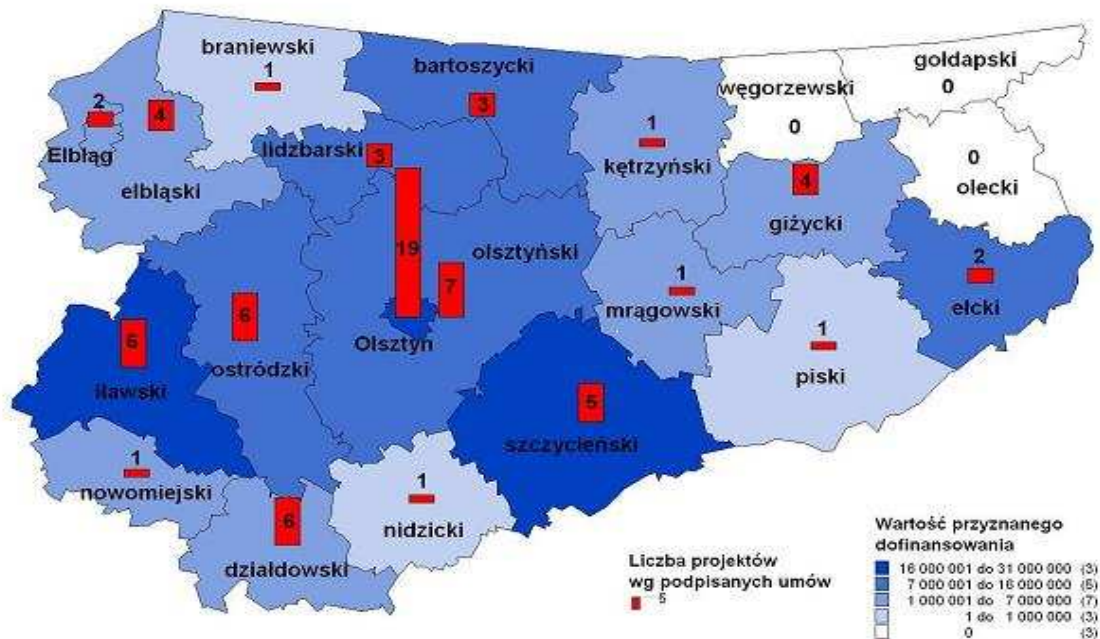 braniewski
1
bartoszycki
3
gołdapski
0
węgorzewski
0
2
Elbląg
4
elbląski
lidzbarski
3
1
kętrzyński
0
olecki
4
giżycki
19
olsztyński
7
Olsztyn
1
mrągowski
2
ełcki
6
iławski
6
ostródzki
1
piski
5
szczycieński
1
nowomiejski
6
działdowski
1
nidzicki
Liczba projektów
wg podpisanych umów
5
Wartość przyznanego
dofinansowania
16 000 001 do 31 000 000 (3)
7 000 001 do 16 000 000 (5)
1 000 001 do 7 000 000 (7)
1 do 1 000 000 (3)
0 (3)